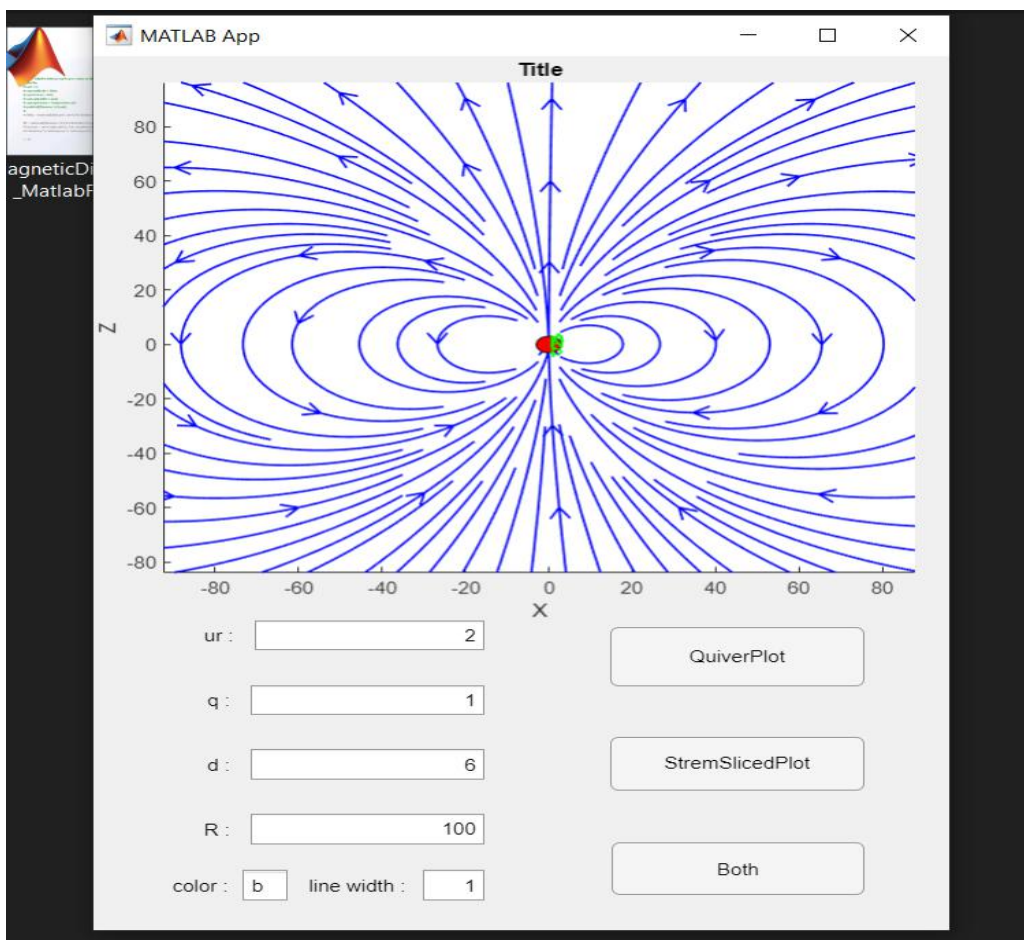 MATLAB App
agneticDi
_MatlabF
Title
80
60
40
20
0
-20
-40
-60
-80
Z
-80 -60 -40 -20 0 20 40 60 80
X
ur : 2
QuiverPlot
q : 1
d : 6
StremSlicedPlot
R : 100
color : b line width : 1
Both